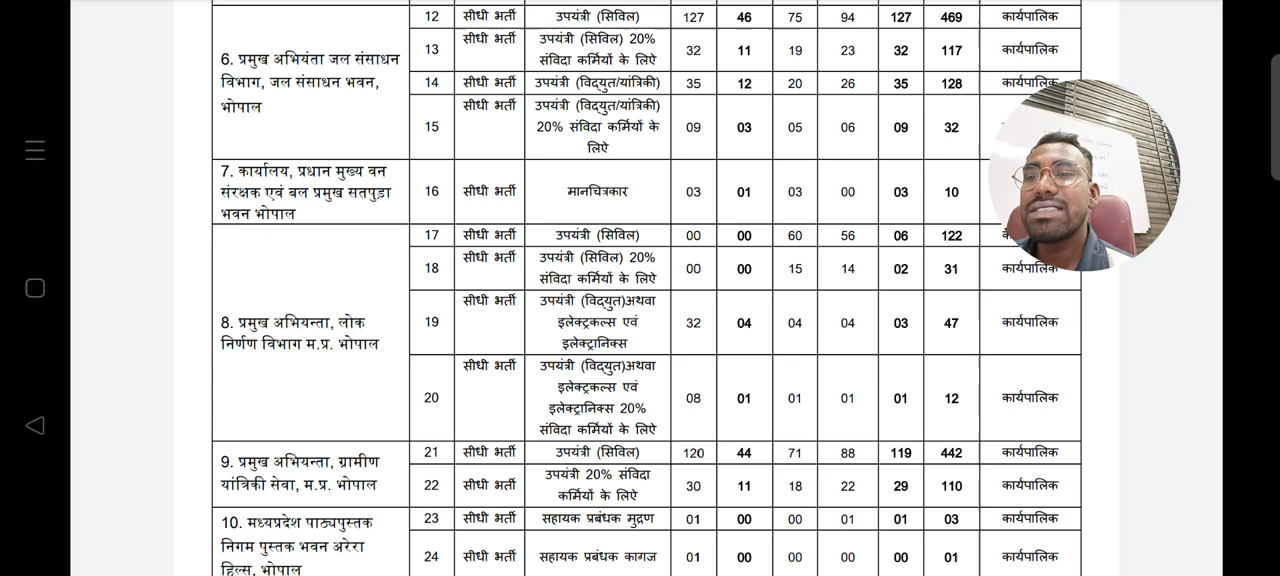 12 सीधी भर्ती उपयंत्री (सिविल) 127 46 75 94 127 469 कार्यपालिक
6. प्रमुख अभियंता जल संसाधन
विभाग, जल संसाधन भवन,
भोपाल
13 सीधी भर्ती उपयंत्री (सिविल) 20%
संविदा कर्मियों के लिऐ 32 11 19 23 32 117 कार्यपालिक
14 सीधी भर्ती उपयंत्री (विद्युत/यांत्रिकी) 35 12 20 26 35 128 कार्यपालिक
15 सीधी भर्ती उपयंत्री (विद्युत/यांत्रिकी)
20% संविदा कर्मियों के
लिऐ 09 03 05 06 09 32
7. कार्यालय, प्रधान मुख्य वन
संरक्षक एवं बल प्रमुख सतपुड़ा
भवन भोपाल
16 सीधी भर्ती मानचित्रकार 03 01 03 00 03 10
8. प्रमुख अभियन्ता, लोक
निर्णण विभाग म.प्र. भोपाल
17 सीधी भर्ती उपयंत्री (सिविल) 00 00 60 56 06 122
18 सीधी भर्ती उपयंत्री (सिविल) 20%
संविदा कर्मियों के लिऐ 00 00 15 14 02 31 कार्यपालिक
19 सीधी भर्ती उपयंत्री (विद्युत)अथवा
इलेक्ट्रकल्स एवं
इलेक्ट्रानिक्स 32 04 04 04 03 47 कार्यपालिक
20 सीधी भर्ती उपयंत्री (विद्युत)अथवा
इलेक्ट्रकल्स एवं
इलेक्ट्रानिक्स 20%
संविदा कर्मियों के लिऐ 08 01 01 01 01 12 कार्यपालिक
9. प्रमुख अभियन्ता, ग्रामीण
यांत्रिकी सेवा, म.प्र. भोपाल
21 सीधी भर्ती उपयंत्री (सिविल) 120 44 71 88 119 442 कार्यपालिक
22 सीधी भर्ती उपयंत्री 20% संविदा
कर्मियों के लिऐ 30 11 18 22 29 110 कार्यपालिक
10. मध्यप्रदेश पाठ्यपुस्तक
निगम पुस्तक भवन अरेरा
हिल्स, भोपाल
23 सीधी भर्ती सहायक प्रबंधक मुद्रण 01 00 00 01 01 03 कार्यपालिक
24 सीधी भर्ती सहायक प्रबंधक कागज 01 00 00 00 00 01 कार्यपालिक